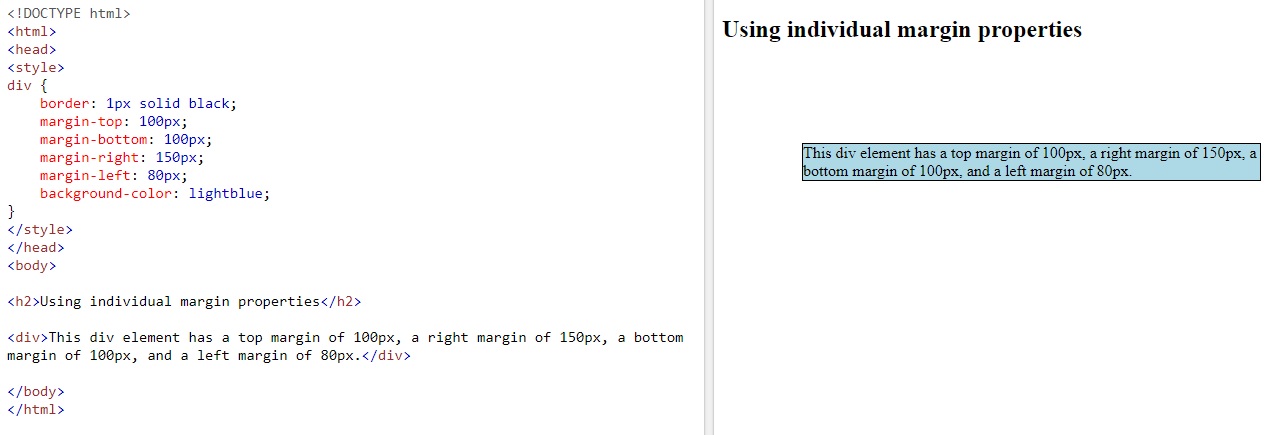 <!DOCTYPE html>
<html>
<head>
<style>
div {
    border: 1px solid black;
    margin-top: 100px;
    margin-bottom: 100px;
    margin-right: 150px;
    margin-left: 80px;
    background-color: lightblue;
}
</style>
</head>
<body>
<h2>Using individual margin properties</h2>
<div>This div element has a top margin of 100px, a right margin of 150px, a bottom
margin of 100px, and a left margin of 80px.</div>
</body>
</html>
Using individual margin properties
This div element has a top margin of 100px, a right margin of 150px, a
bottom margin of 100px, and a left margin of 80px.